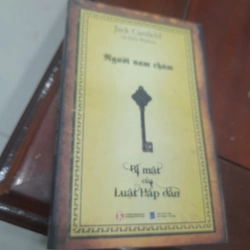 Jack Canfield
Người nam châm
Bí mật
của
Luật Hấp dẫn